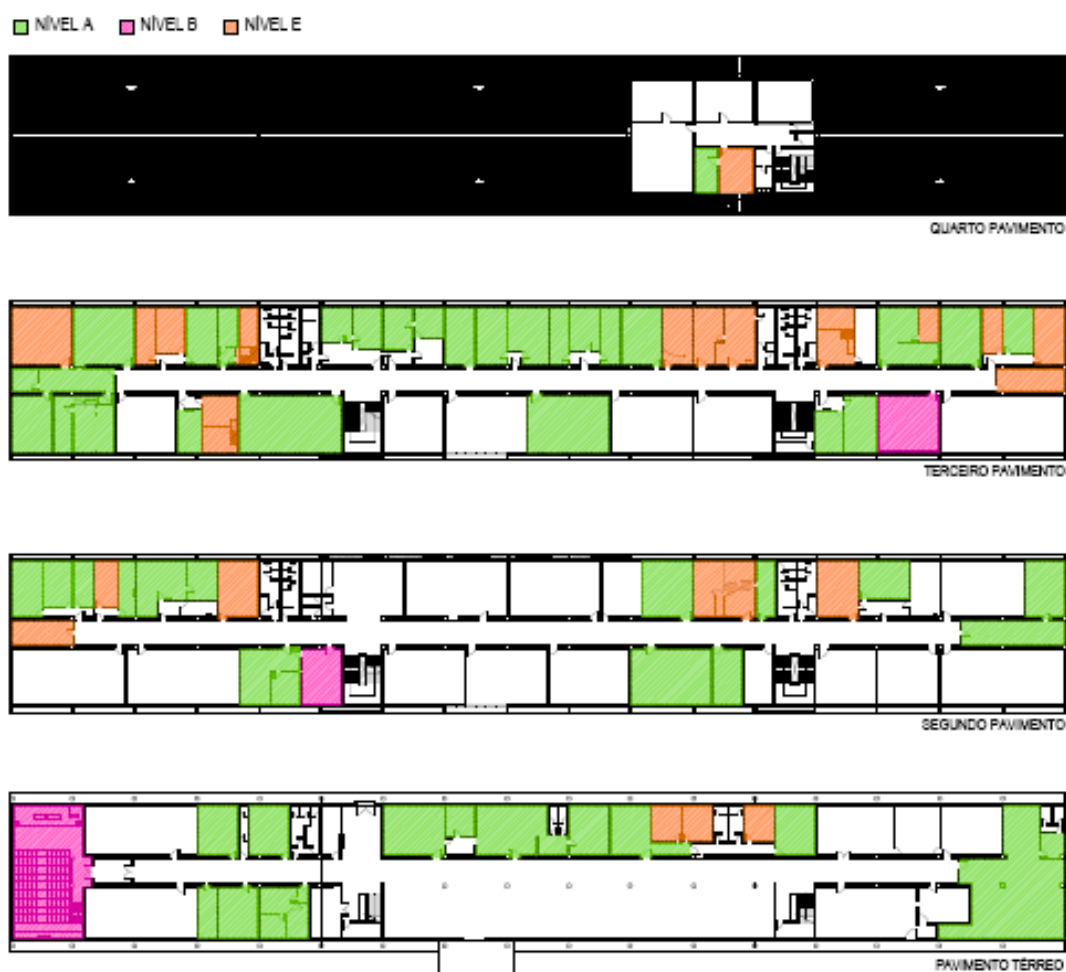 NÍVEL A NÍVEL B NÍVEL E
QUARTO PAVIMENTO
TERCEIRO PAVIMENTO
SEGUNDO PAVIMENTO
PAVIMENTO TÉRREO